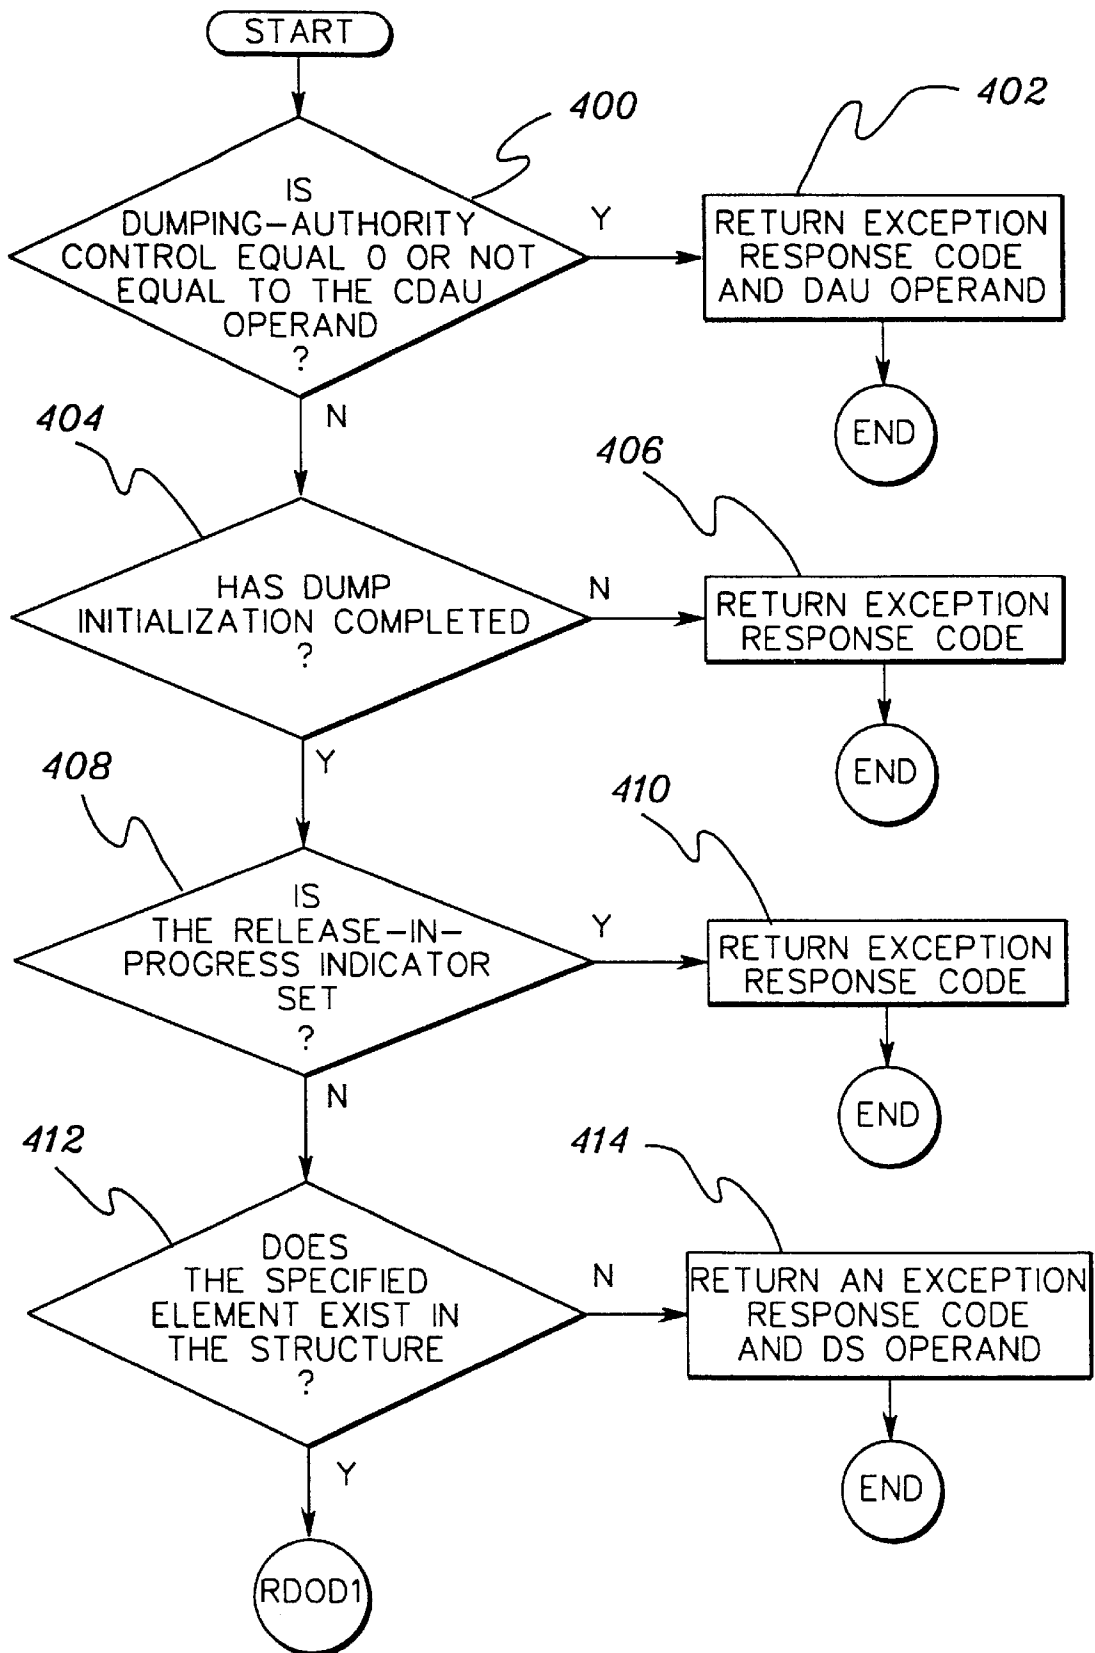 START
400
402
IS
DUMPING-AUTHORITY
CONTROL EQUAL 0 OR NOT
EQUAL TO THE CDAU
OPERAND
?
Y
RETURN EXCEPTION
RESPONSE CODE
AND DAU OPERAND
END
N
404
406
HAS DUMP
INITIALIZATION COMPLETED
?
N
RETURN EXCEPTION
RESPONSE CODE
END
Y
408
410
IS
THE RELEASE-IN-
PROGRESS INDICATOR
SET
?
Y
RETURN EXCEPTION
RESPONSE CODE
END
N
412
414
DOES
THE SPECIFIED
ELEMENT EXIST IN
THE STRUCTURE
?
N
RETURN AN EXCEPTION
RESPONSE CODE
AND DS OPERAND
END
Y
RDOD1